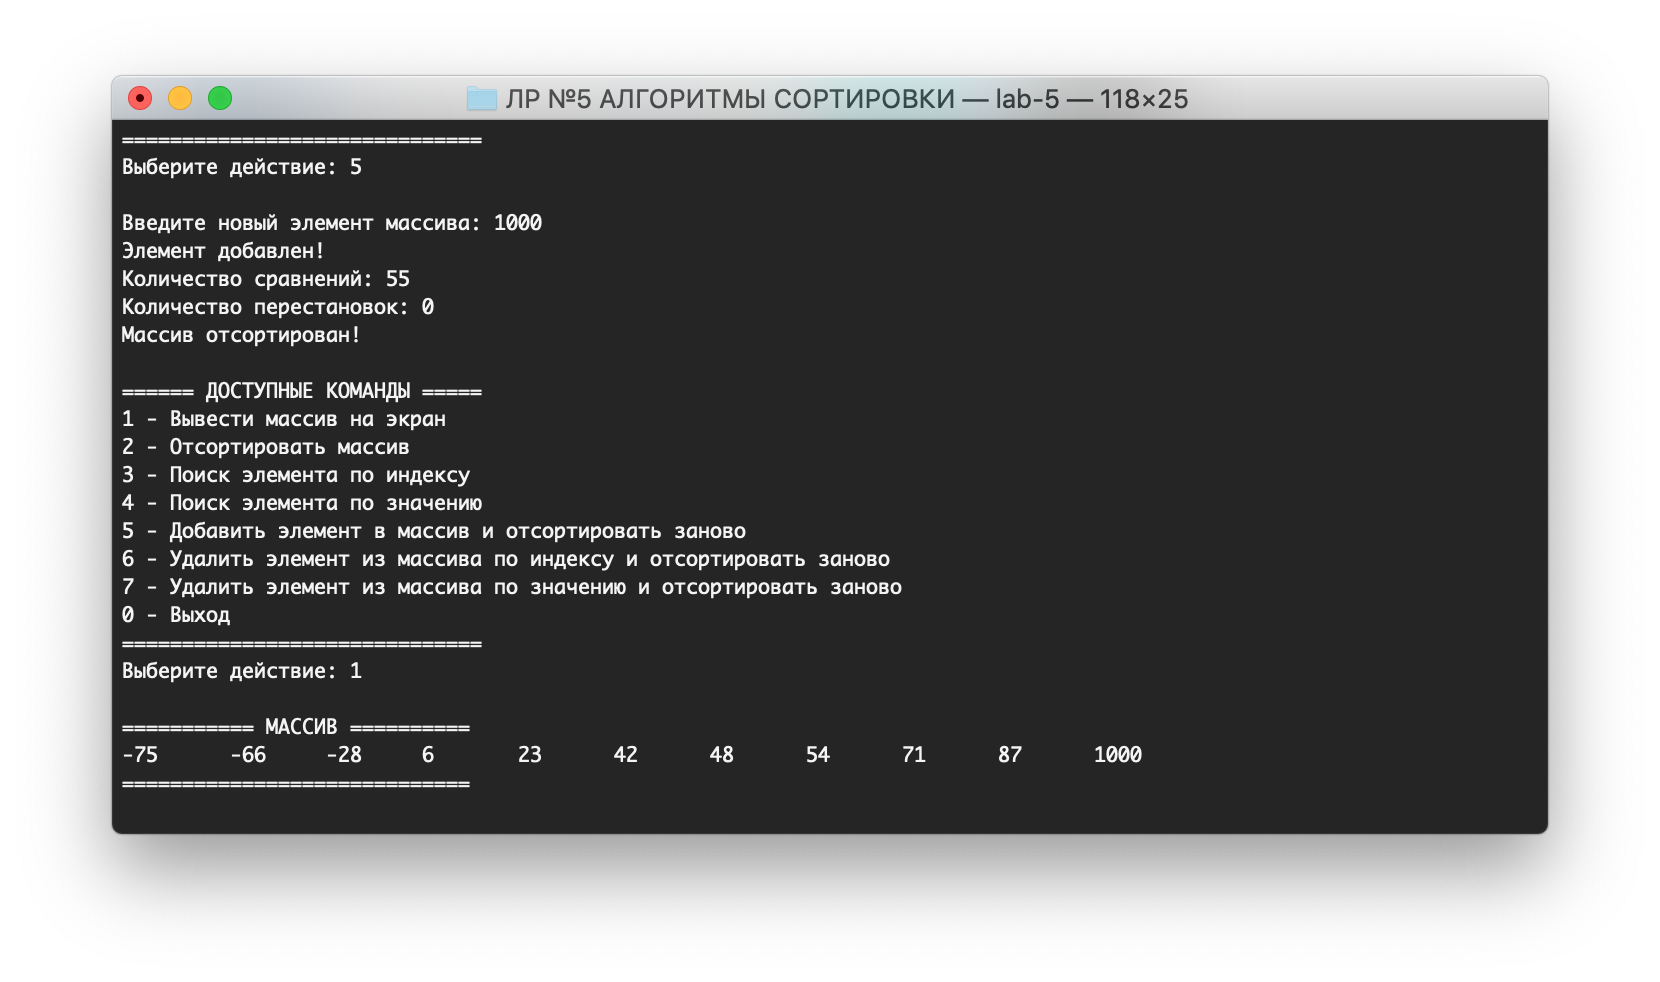 ЛР №5 АЛГОРИТМЫ СОРТИРОВКИ — lab-5 — 118×25
==============================
Выберите действие: 5
Введите новый элемент массива: 1000
Элемент добавлен!
Количество сравнений: 55
Количество перестановок: 0
Массив отсортирован!
====== ДОСТУПНЫЕ КОМАНДЫ =====
1 - Вывести массив на экран
2 - Отсортировать массив
3 - Поиск элемента по индексу
4 - Поиск элемента по значению
5 - Добавить элемент в массив и отсортировать заново
6 - Удалить элемент из массива по индексу и отсортировать заново
7 - Удалить элемент из массива по значению и отсортировать заново
0 - Выход
==============================
Выберите действие: 1
=========== МАССИВ ==========
-75 -66 -28 6 23 42 48 54 71 87 1000
=============================